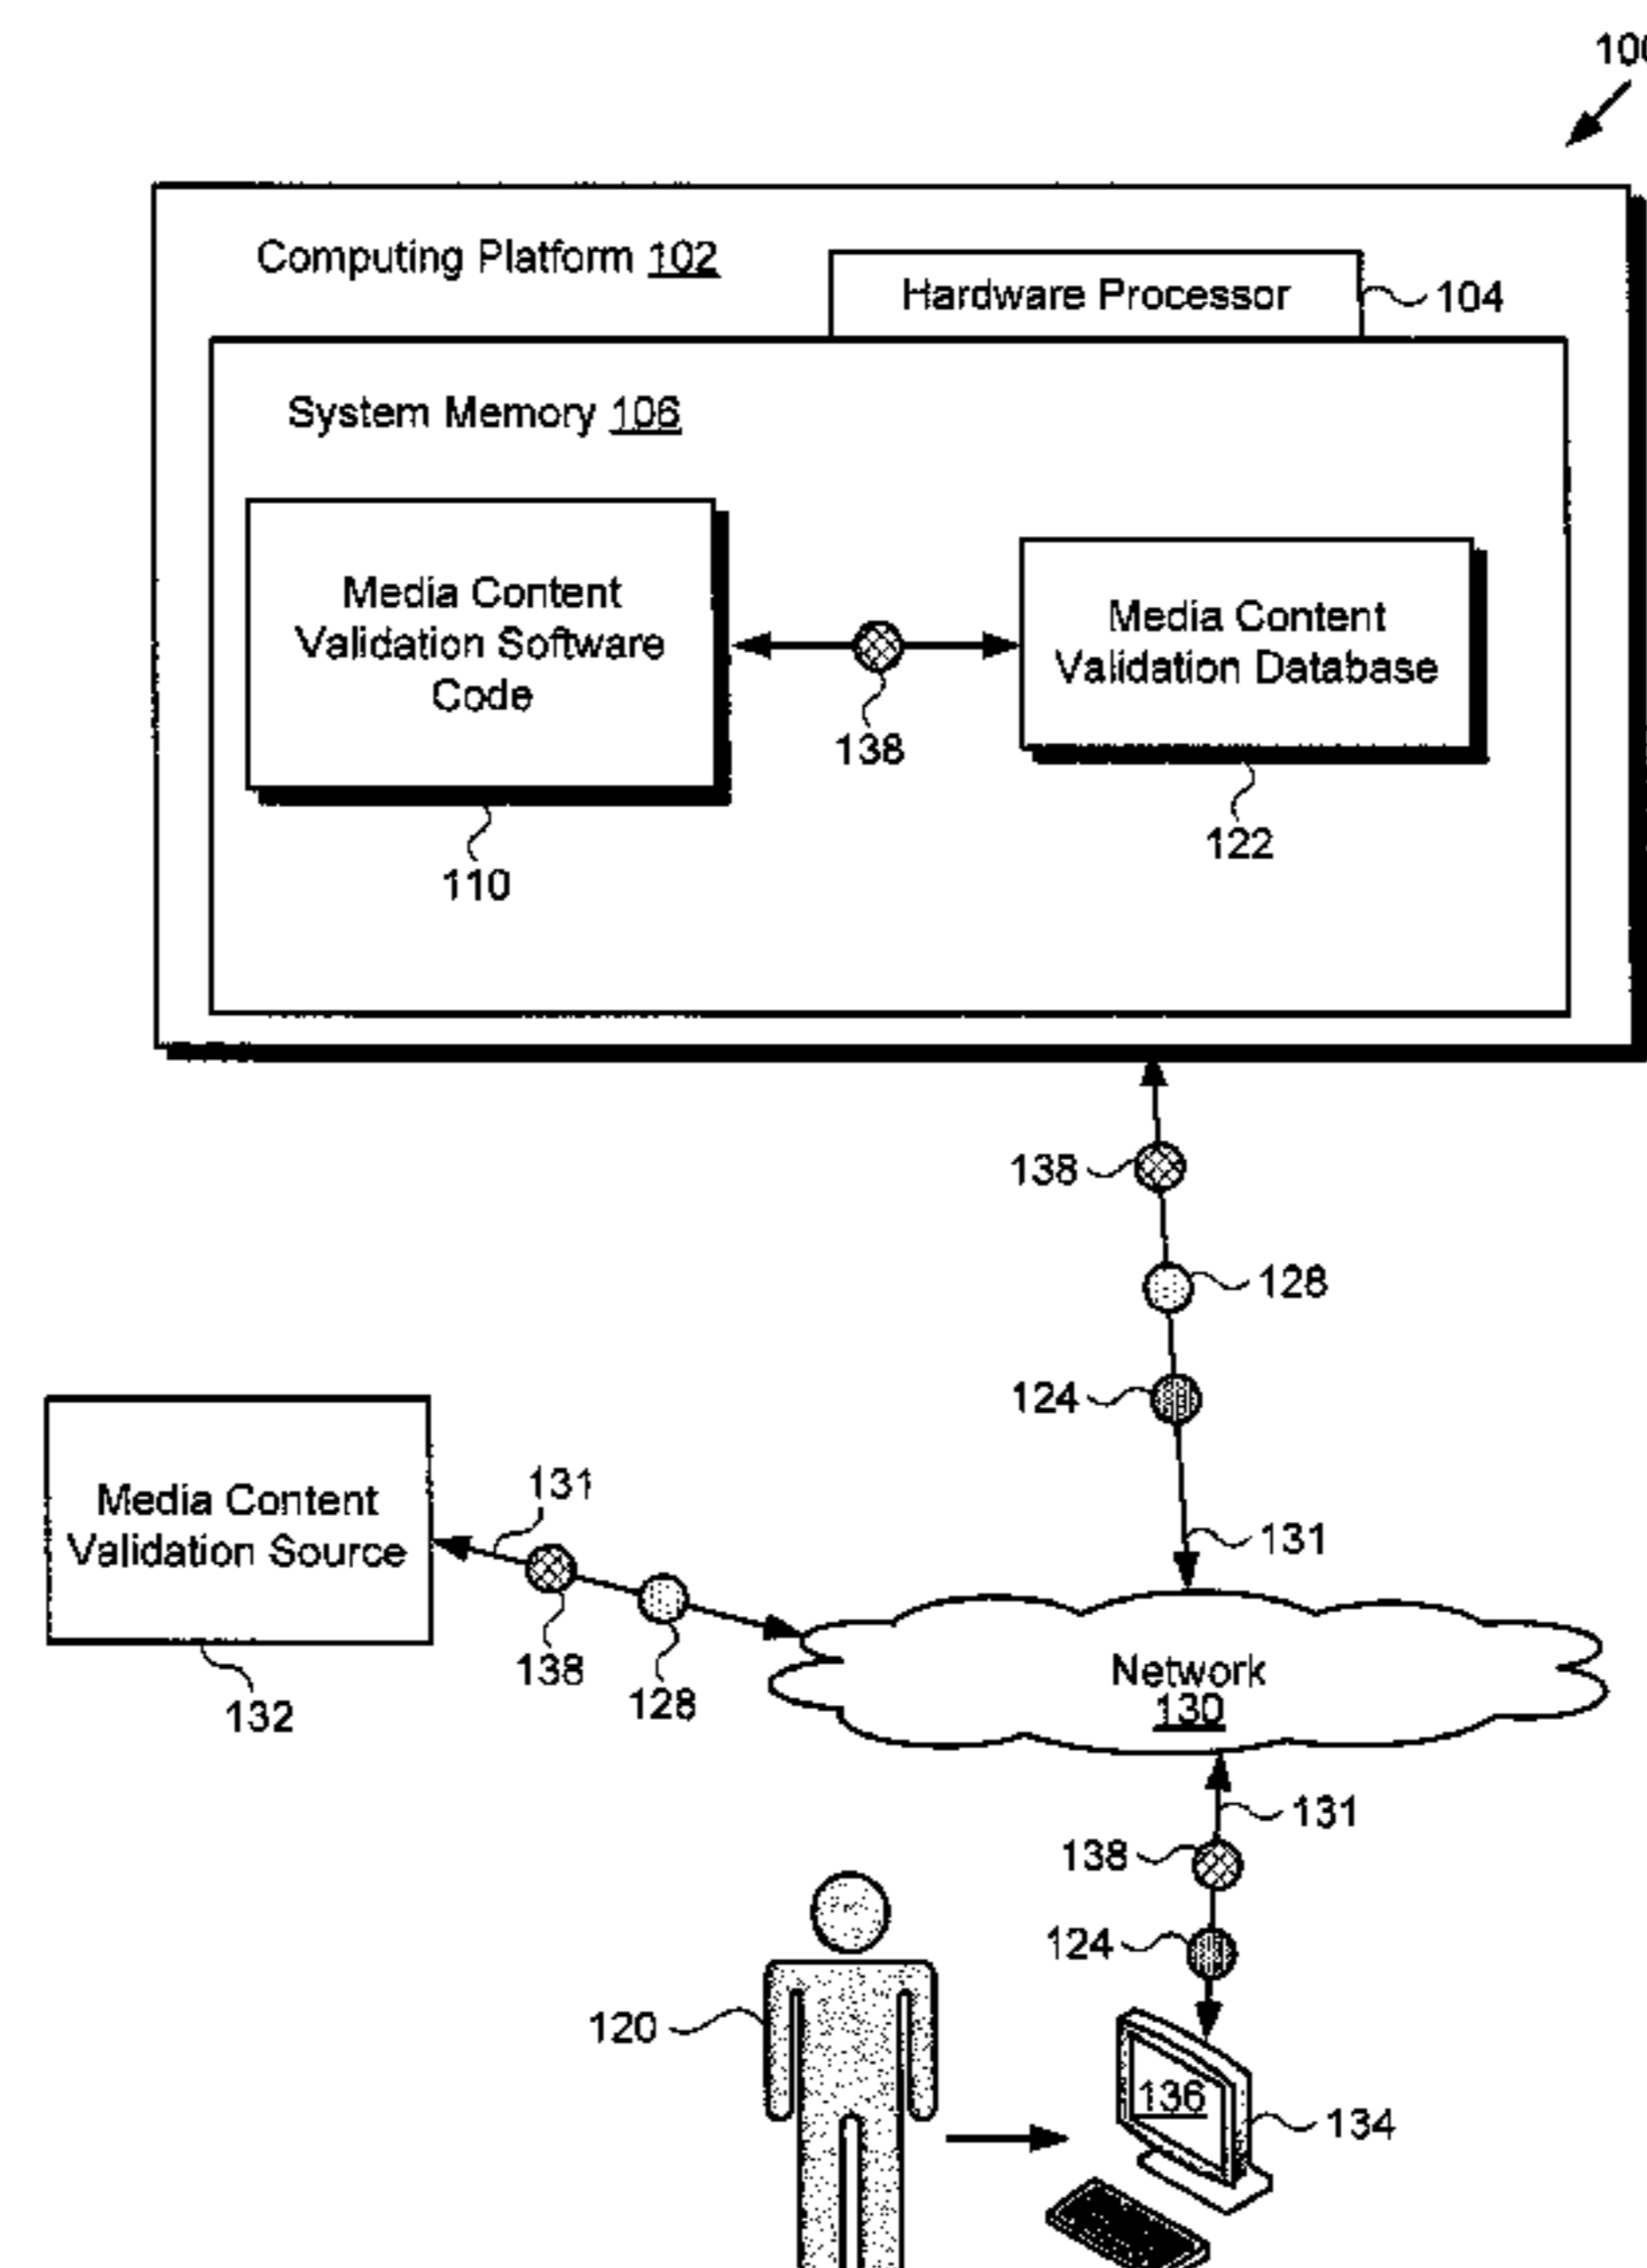 100
Computing Platform 102
Hardware Processor
104
System Memory 106
Media Content
Validation Software
Code
Media Content
Validation Database
138
122
110
138
128
124
131
Media Content
Validation Source
131
138
128
132
Network
130
131
138
124
120
136
134